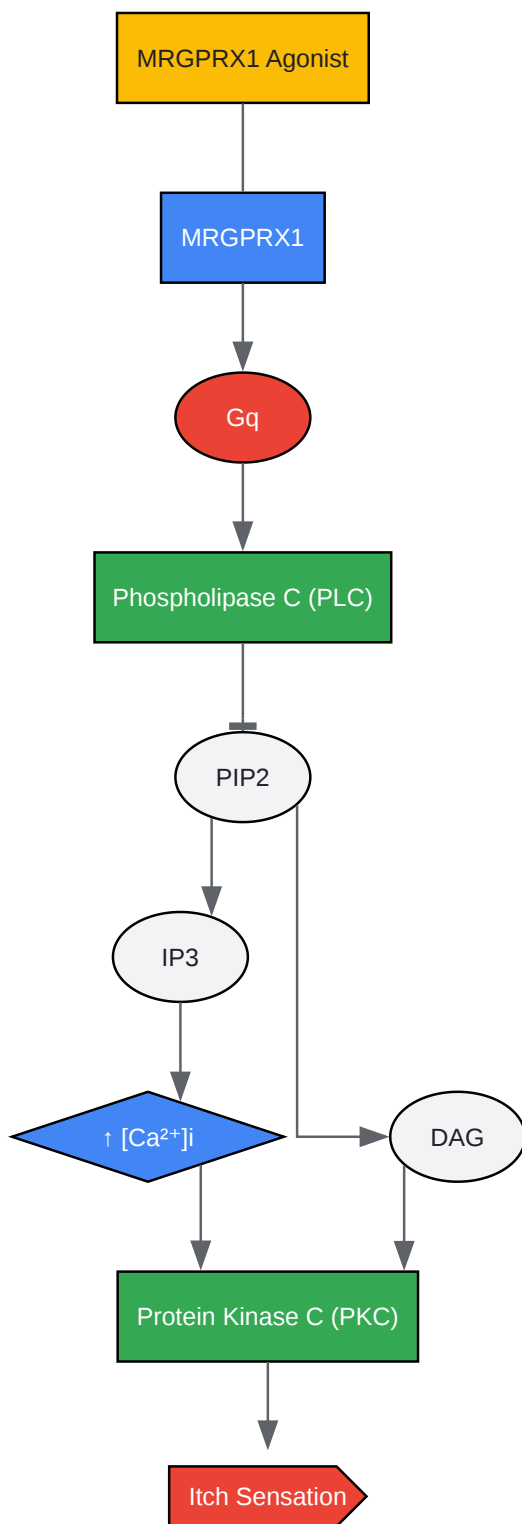 MRGPRX1 Agonist
MRGPRX1
Gq
Phospholipase C (PLC)
PIP2
IP3
↑ [Ca²⁺]i
DAG
Protein Kinase C (PKC)
Itch Sensation